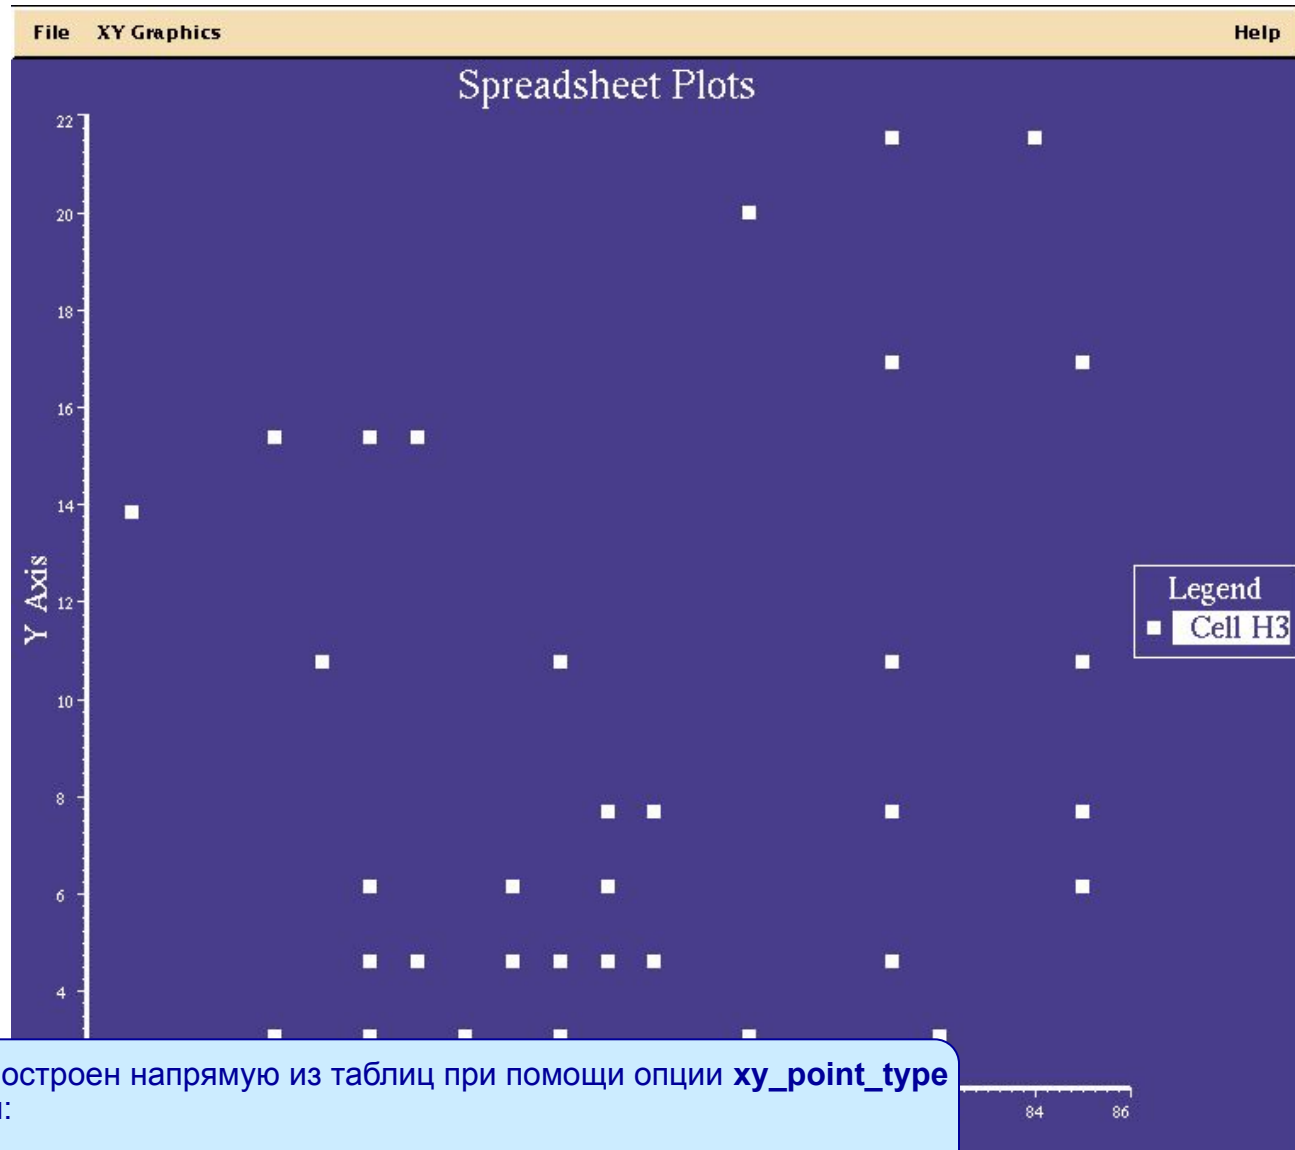 File XY Graphics Help
Spreadsheet Plots
22
20
18
16
14
12
10
8
6
4
Y Axis
Legend
Cell H3
84 86
напрямую из таблиц при помощи опции xy_point_type